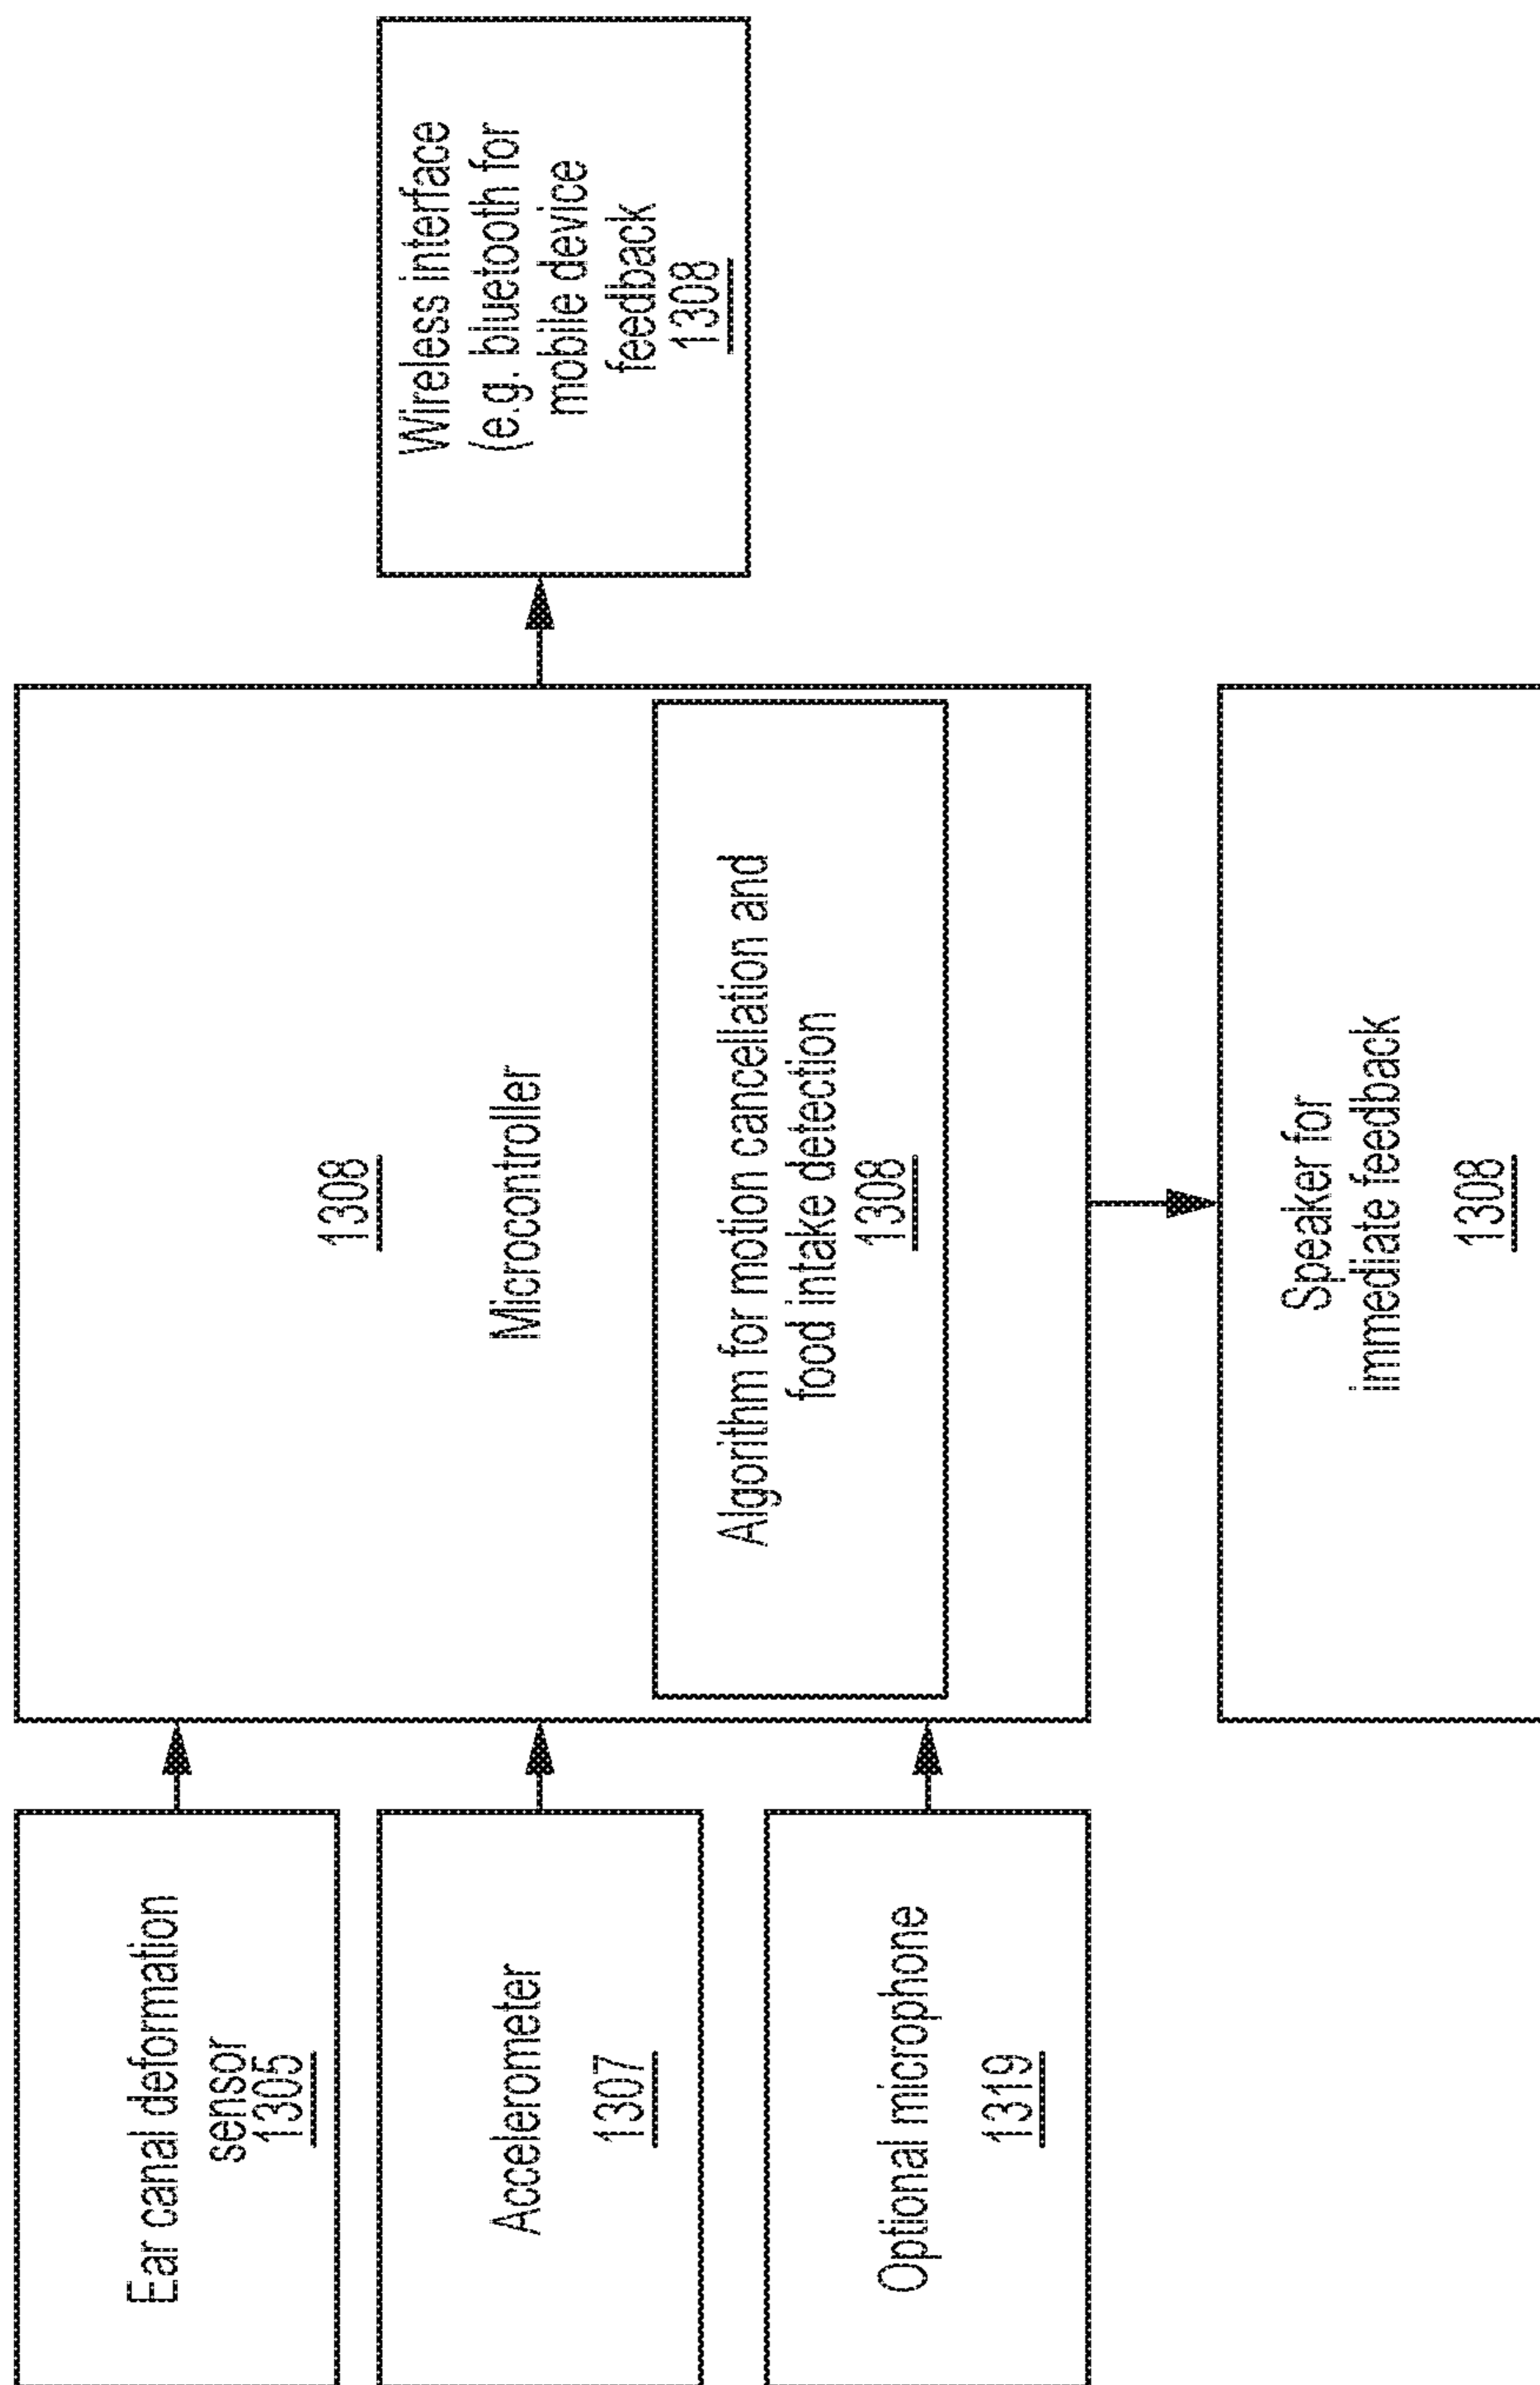 Ear canal deformation
sensor
1305
Accelerometer
1307
Optional microphone
1319
1308
Microcontroller
Algorithm for motion cancellation and
food intake detection
1308
Speaker for
immediate feedback
1308
Wireless interface
(e.g. bluetooth for
mobile device
feedback
1308